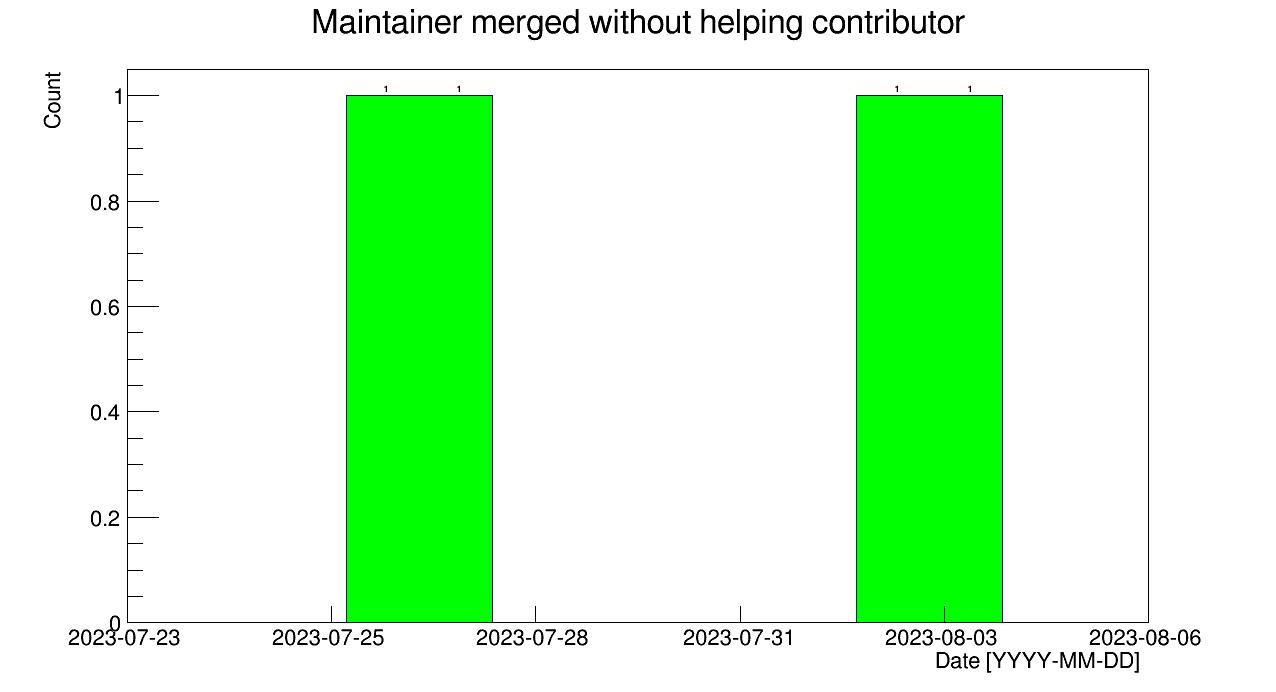 Maintainer merged without helping contributor
Count
1 1 1 1
1
0.8
0.6
0.4
0.2
0
2023-07-23 2023-07-25 2023-07-28 2023-07-31 2023-08-03 2023-08-06
Date [YYYY-MM-DD]